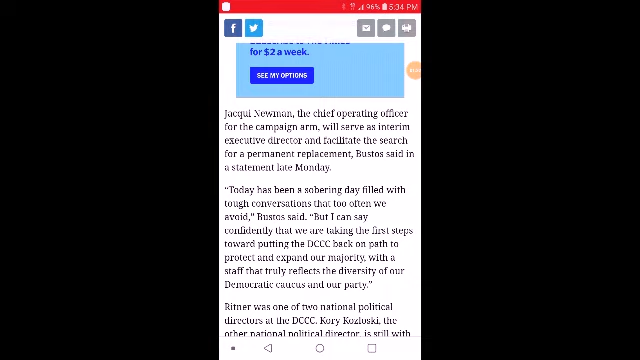 96% 5:34 PM
for $2 a week.
SEE MY OPTIONS
Jacqui Newman, the chief operating officer
for the campaign arm, will serve as interim
executive director and facilitate the search
for a permanent replacement, Bustos said in
a statement late Monday.
“Today has been a sobering day filled with
tough conversations that too often we
avoid,” Bustos said. “But I can say
confidently that we are taking the first steps
toward putting the DCCC back on path to
protect and expand our majority, with a
staff that truly reflects the diversity of our
Democratic caucus and our party.”
Ritner was one of two national political
directors at the DCCC. Kory Kozloski, the
other national political director, is still with